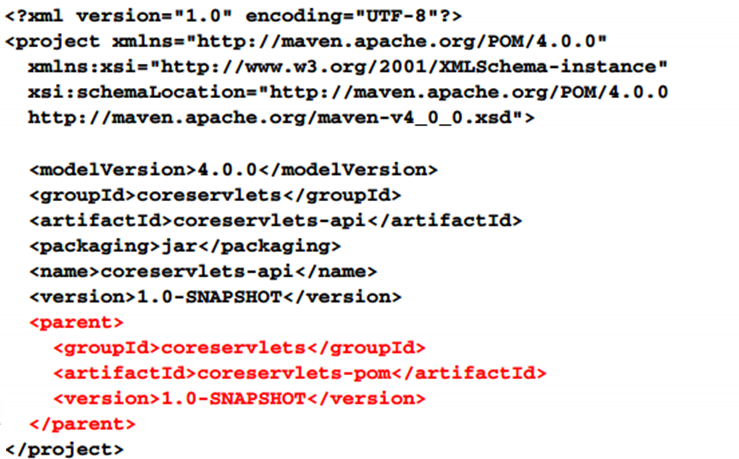 <?xml version="1.0" encoding="UTF-8"?>
<project xmlns="http://maven.apache.org/POM/4.0.0"
xmlns:xsi="http://www.w3.org/2001/XMLSchema-instance"
xsi:schemaLocation="http://maven.apache.org/POM/4.0.0
http://maven.apache.org/maven-v4_0_0.xsd">
<modelVersion>4.0.0</modelVersion>
<groupId>coreservlets</groupId>
<artifactId>coreservlets-api</artifactId>
<packaging>jar</packaging>
<name>coreservlets-api</name>
<version>1.0-SNAPSHOT</version>
<parent>
<groupId>coreservlets</groupId>
<artifactId>coreservlets-pom</artifactId>
<version>1.0-SNAPSHOT</version>
</parent>
</project>